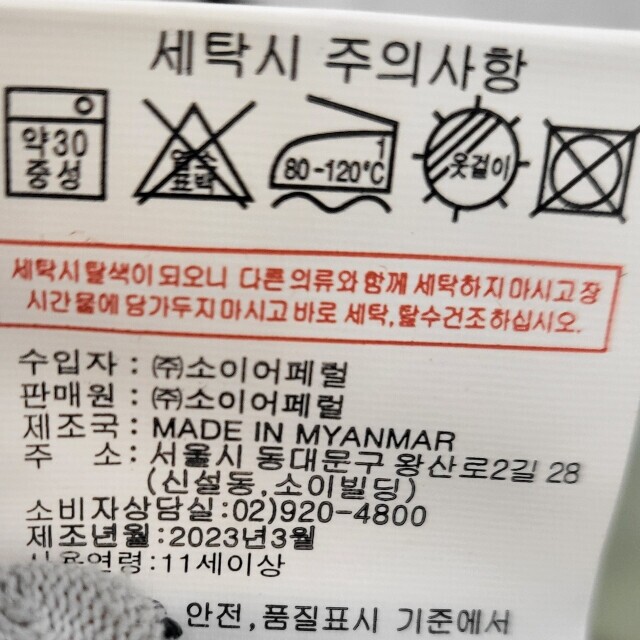 세탁시 주의사항
약30
중성
염소
표백
1
80-120℃
옷걸이
세탁시 탈색이 되오니 다른 의류와 함께 세탁하지마시고 장
시간 물에 담가두지마시고 바로 세탁,탈수건조하십시오.
수입자 : ㈜소이어페럴
판매원 : ㈜소이어페럴
제조국 : MADE IN MYANMAR
주 소 : 서울시 동대문구 왕산로2길 28
(신설동,소이빌딩)
소비자상담실:02)920-4800
제조년월:2023년3월
사용연령:11세이상
안전,품질표시 기준에서